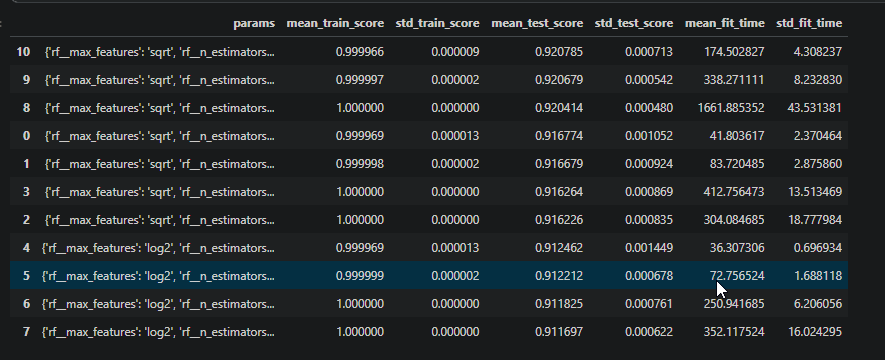 params mean_train_score std_train_score mean_test_score std_test_score mean_fit_time std_fit_time
10 {'rf__max_features': 'sqrt', 'rf__n_estimators... 0.999966 0.000009 0.920785 0.000713 174.502827 4.308237
9 {'rf__max_features': 'sqrt', 'rf__n_estimators... 0.999997 0.000002 0.920679 0.000542 338.271111 8.232830
8 {'rf__max_features': 'sqrt', 'rf__n_estimators... 1.000000 0.000000 0.920414 0.000480 1661.885352 43.531381
0 {'rf__max_features': 'sqrt', 'rf__n_estimators... 0.999969 0.000013 0.916774 0.001052 41.803617 2.370464
1 {'rf__max_features': 'sqrt', 'rf__n_estimators... 0.999998 0.000002 0.916679 0.000924 83.720485 2.875860
3 {'rf__max_features': 'sqrt', 'rf__n_estimators... 1.000000 0.000000 0.916264 0.000869 412.756473 13.513469
2 {'rf__max_features': 'sqrt', 'rf__n_estimators... 1.000000 0.000000 0.916226 0.000835 304.084685 18.777984
4 {'rf__max_features': 'log2', 'rf__n_estimators... 0.999969 0.000013 0.912462 0.001449 36.307306 0.696934
5 {'rf__max_features': 'log2', 'rf__n_estimators... 0.999999 0.000002 0.912212 0.000678 72.756524 1.688118
6 {'rf__max_features': 'log2', 'rf__n_estimators... 1.000000 0.000000 0.911825 0.000761 250.941685 6.206056
7 {'rf__max_features': 'log2', 'rf__n_estimators... 1.000000 0.000000 0.911697 0.000622 352.117524 16.024295